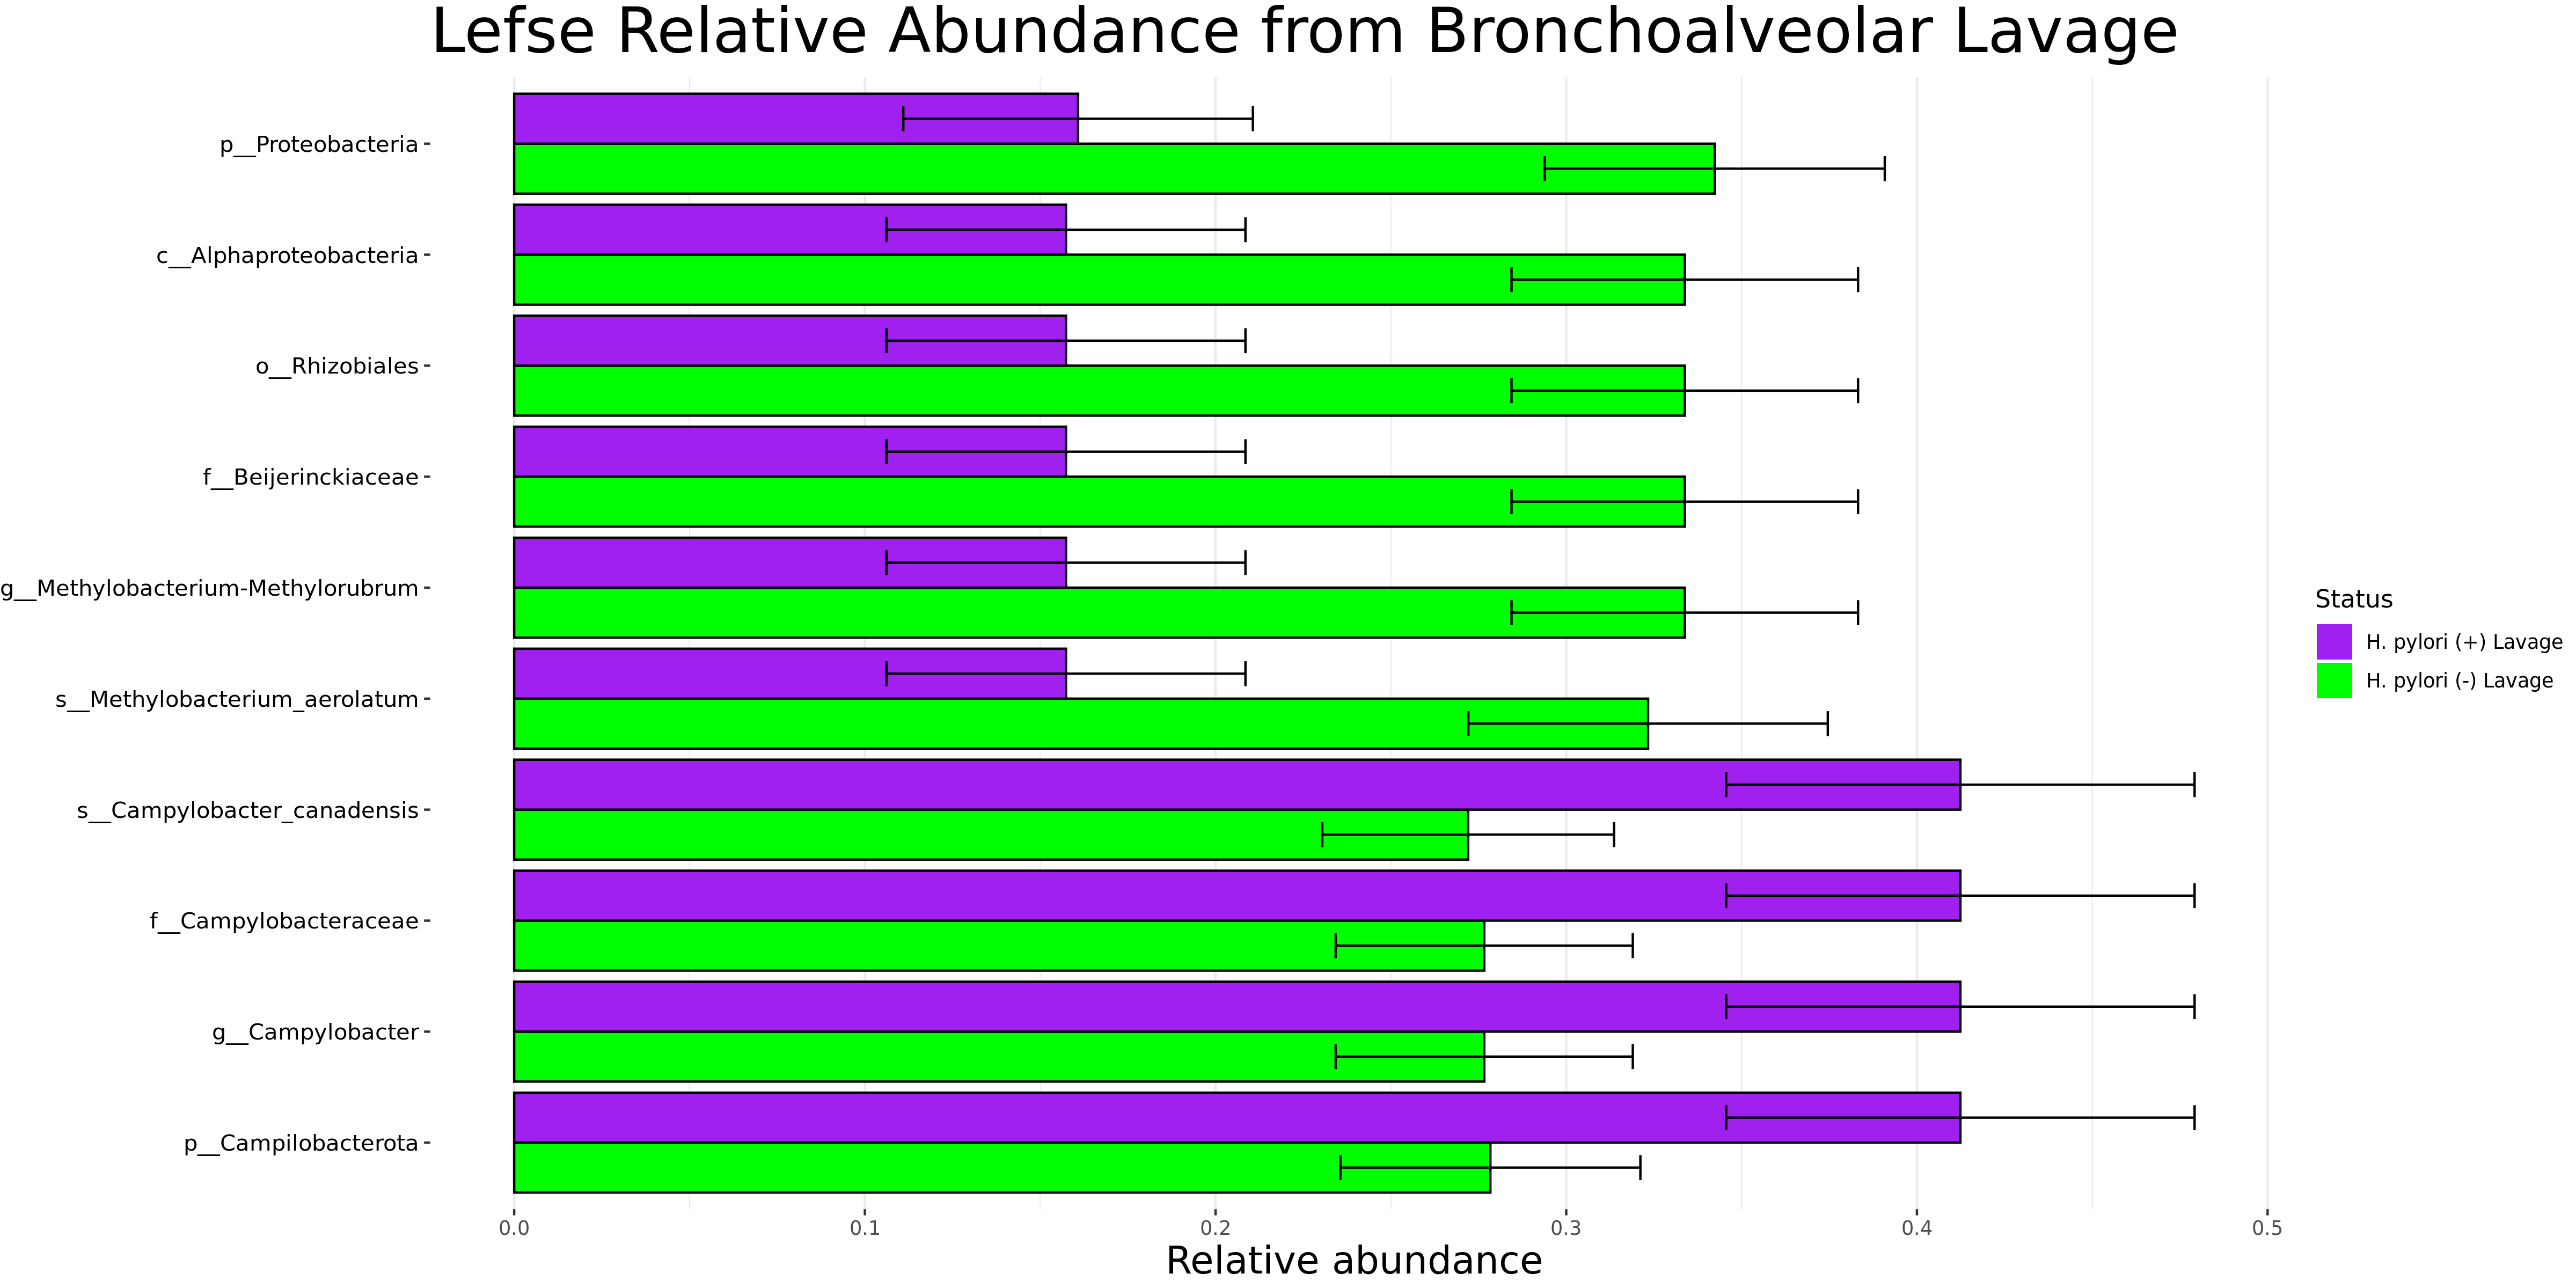 Lefse Relative Abundance from Bronchoalveolar Lavage
p__Proteobacteria
c__Alphaproteobacteria
o__Rhizobiales
f__Beijerinckiaceae
g__Methylobacterium-Methylorubrum
s__Methylobacterium_aerolatum
s__Campylobacter_canadensis
f__Campylobacteraceae
g__Campylobacter
p__Campilobacterota
0.0 0.1 0.2 0.3 0.4 0.5
Relative abundance
Status
H. pylori (+) Lavage
H. pylori (-) Lavage